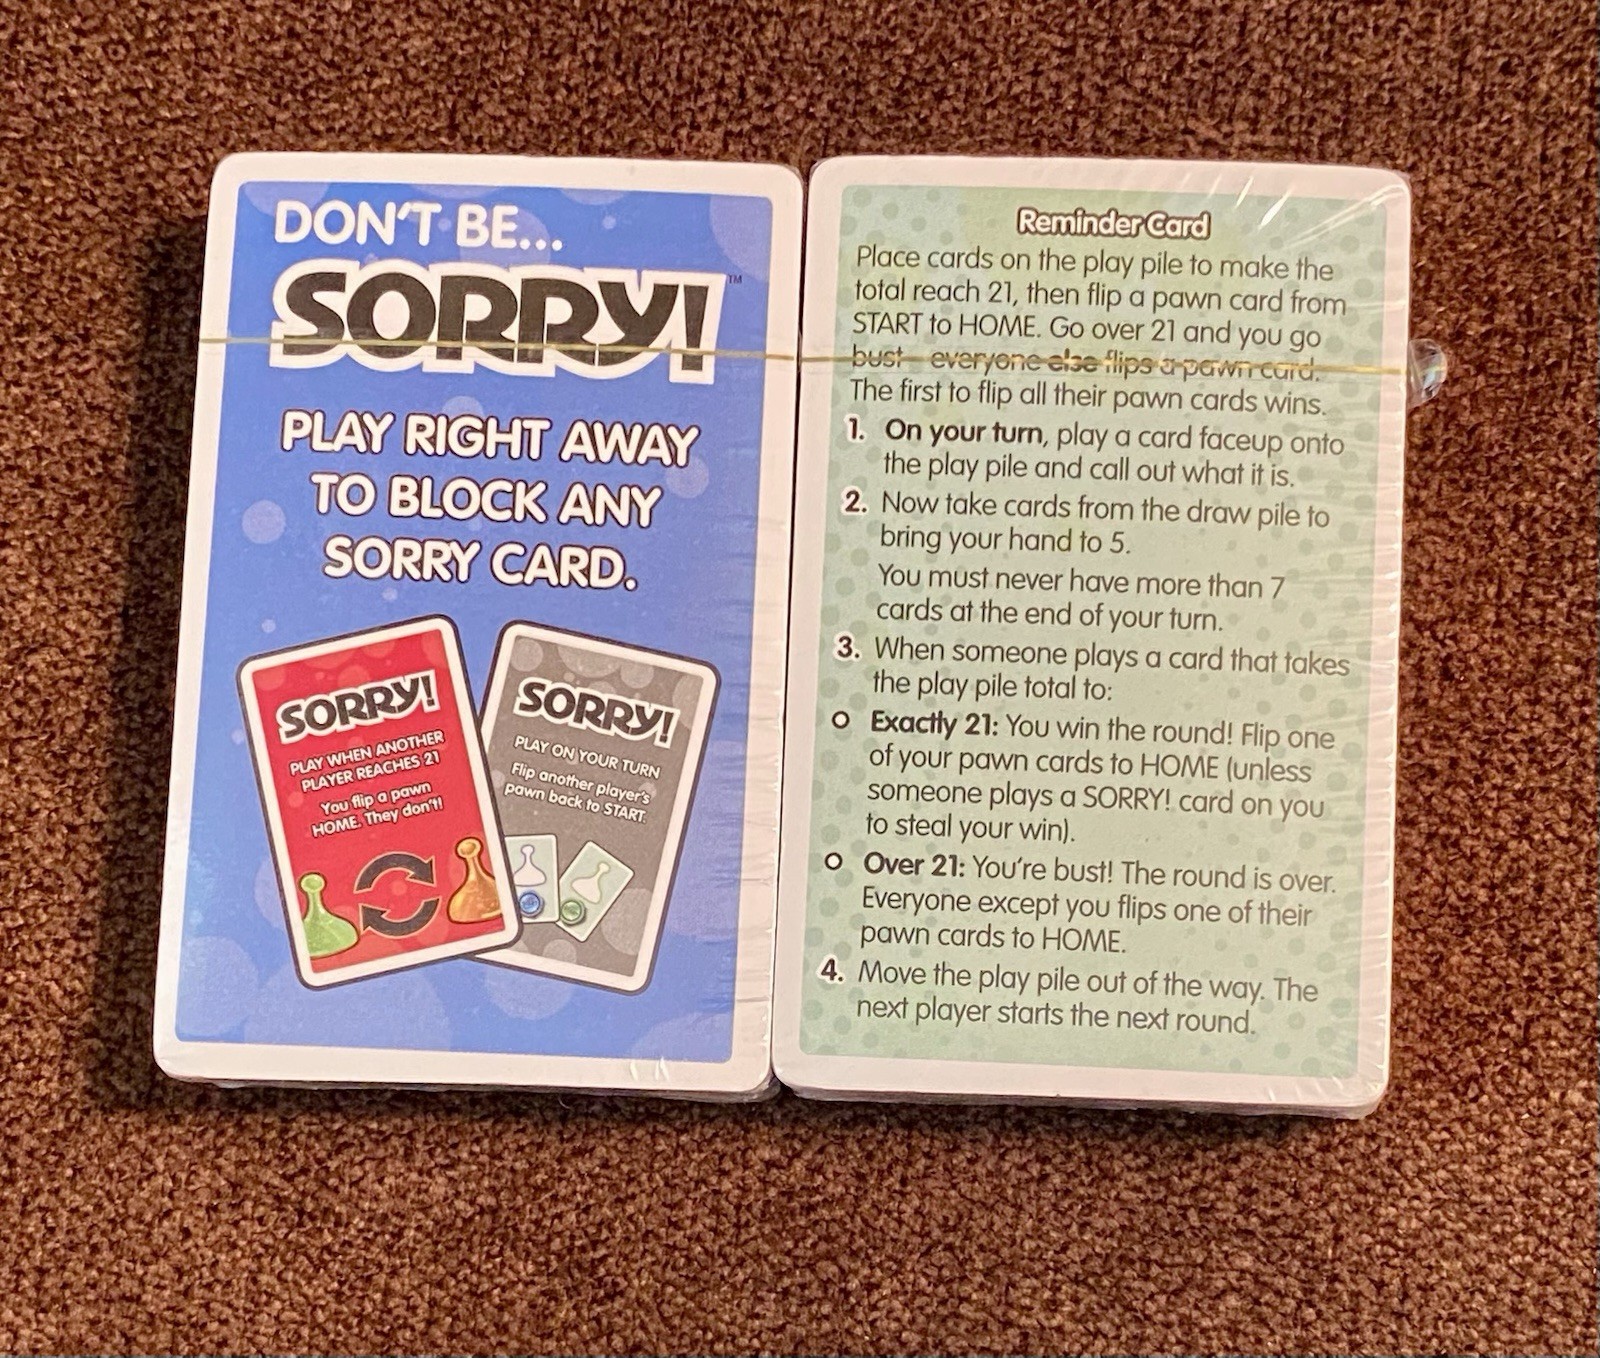 DON'T BE...
SORRY!™
PLAY RIGHT AWAY
TO BLOCK ANY
SORRY CARD.
SORRY!
PLAY WHEN ANOTHER
PLAYER REACHES 21
You flip a pawn
HOME. They don't!
SORRY!
PLAY ON YOUR TURN
Flip another player's
pawn back to START.
Reminder Card
Place cards on the play pile to make the
total reach 21, then flip a pawn card from
START to HOME. Go over 21 and you go
bust – everyone else flips a pawn card.
The first to flip all their pawn cards wins.
1. On your turn, play a card faceup onto
the play pile and call out what it is.
2. Now take cards from the draw pile to
bring your hand to 5.
You must never have more than 7
cards at the end of your turn.
3. When someone plays a card that takes
the play pile total to:
O Exactly 21: You win the round! Flip one
of your pawn cards to HOME (unless
someone plays a SORRY! card on you
to steal your win).
O Over 21: You're bust! The round is over.
Everyone except you flips one of their
pawn cards to HOME.
4. Move the play pile out of the way. The
next player starts the next round.